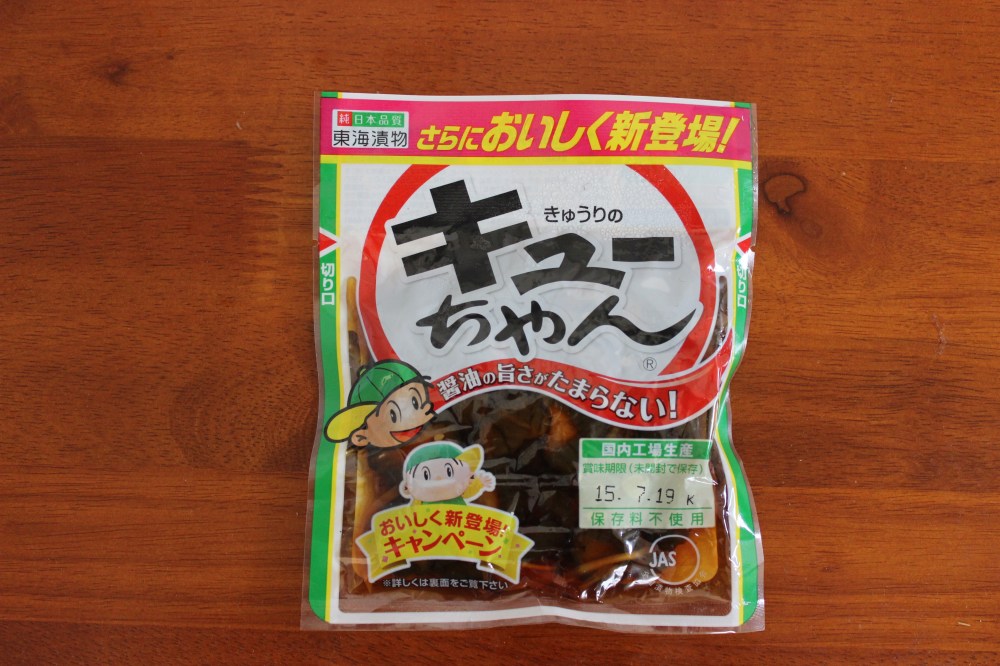 純日本品質
東海漬物
さらにおいしく新登場!
きゅうりの
キュー
ちゃん
®
醤油の旨さがたまらない!
切り口
切り口
国内工場生産
賞味期限(未開封で保存)
15. 7.19 K
保存料不使用
おいしく新登場!
キャンペーン
※詳しくは裏面をご覧下さい
JAS